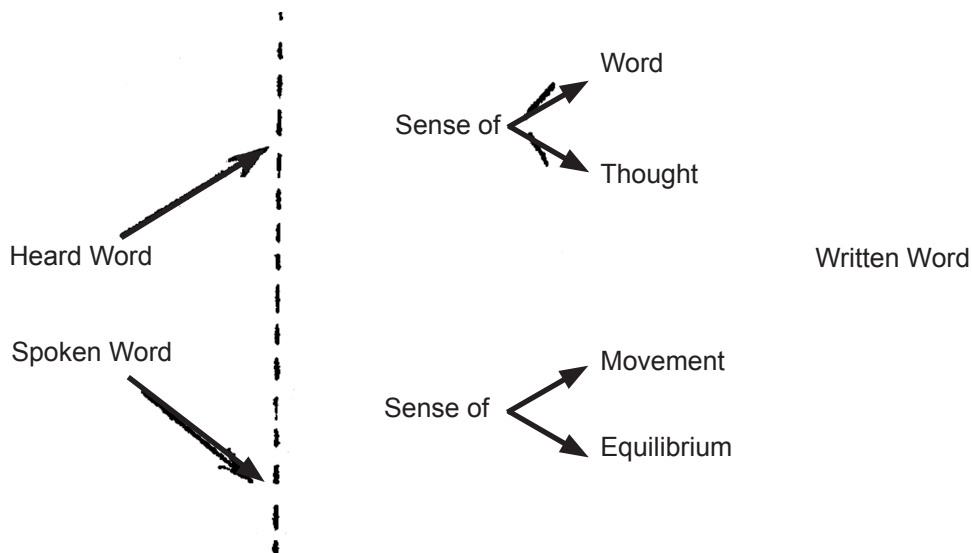 Word
Sense of
Thought
Heard Word
Written Word
Spoken Word
Movement
Sense of
Equilibrium